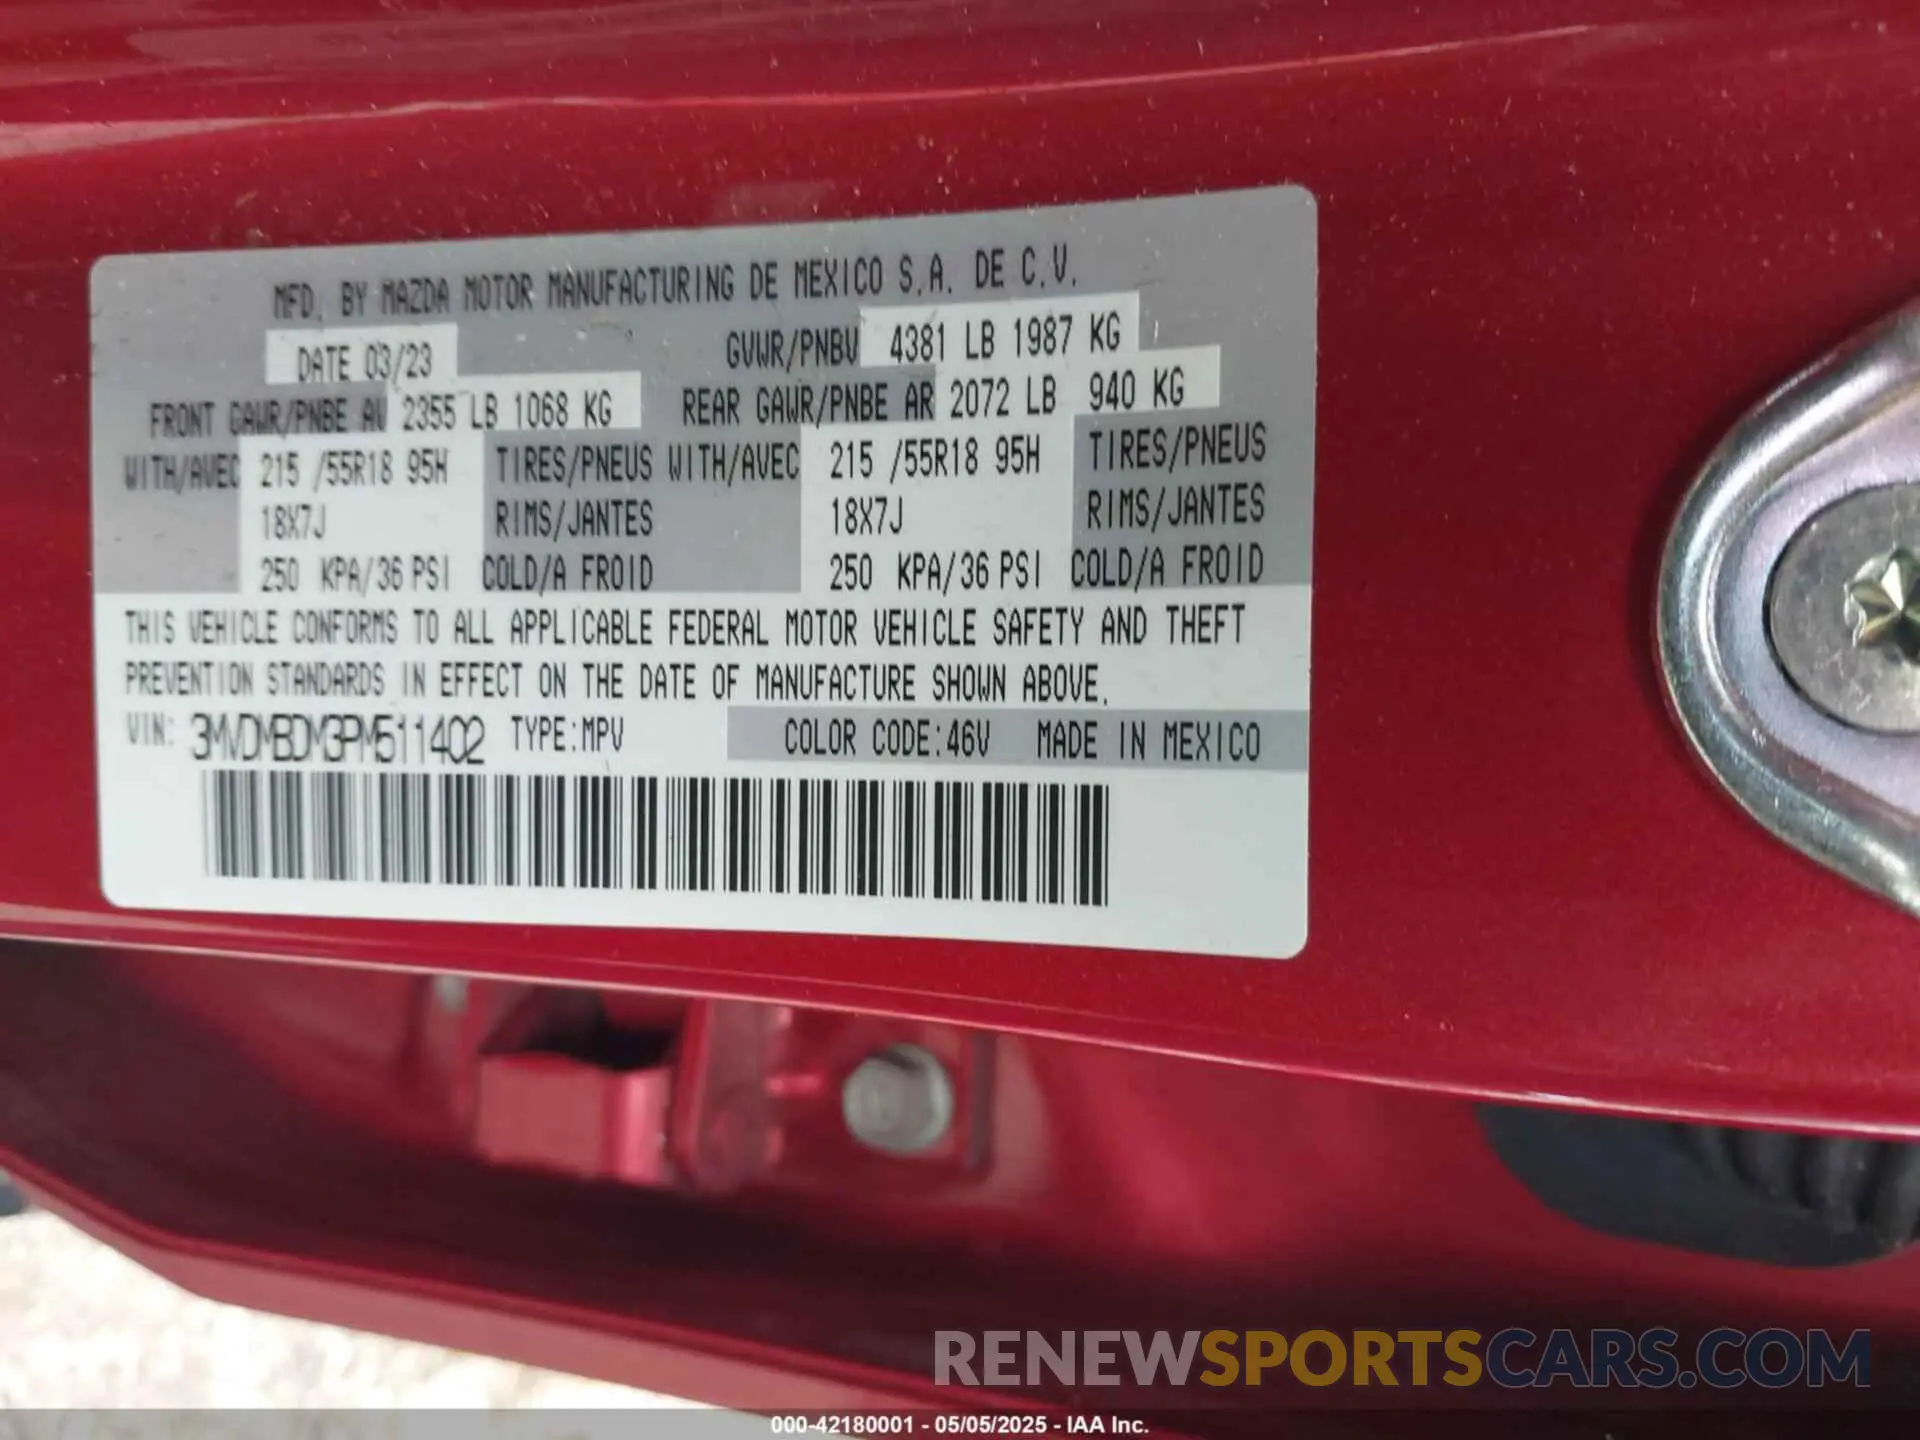 MFD. BY MAZDA MOTOR MANUFACTURING DE MEXICO S.A. DE C.V.
DATE 03/23 GVWR/PNBV 4381 LB 1987 KG
FRONT GAWR/PNBE AV 2355 LB 1068 KG REAR GAWR/PNBE AR 2072 LB 940 KG
WITH/AVEC 215 /55R18 95H TIRES/PNEUS WITH/AVEC 215 /55R18 95H TIRES/PNEUS
18X7J RIMS/JANTES 18X7J RIMS/JANTES
250 KPA/36 PSI COLD/A FROID 250 KPA/36 PSI COLD/A FROID
THIS VEHICLE CONFORMS TO ALL APPLICABLE FEDERAL MOTOR VEHICLE SAFETY AND THEFT
PREVENTION STANDARDS IN EFFECT ON THE DATE OF MANUFACTURE SHOWN ABOVE.
VIN: 3MVDMBDM3PM511402 TYPE:MPV COLOR CODE:46V MADE IN MEXICO
RENEWSPORTSCARS.COM
000-42180001 - 05/05/2025 - IAA Inc.